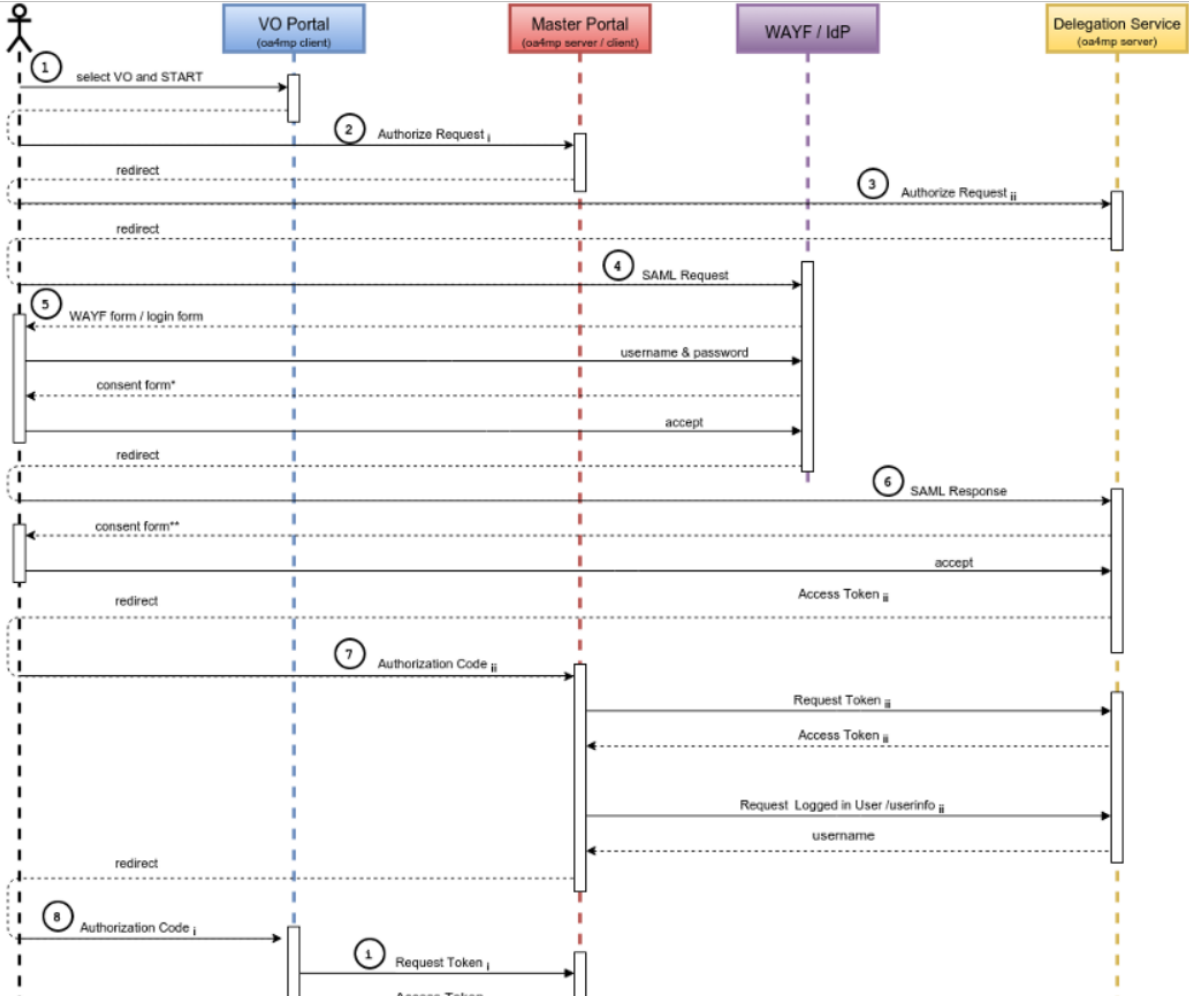 VO Portal
(oa4mp client)
Master Portal
(oa4mp server / client)
WAYF / IdP
Delegation Service
(oa4mp server)
1
select VO and START
2
Authorize Request i
redirect
3
Authorize Request ii
redirect
4
SAML Request
5
WAYF form / login form
username & password
consent form*
accept
redirect
6
SAML Response
consent form**
accept
redirect
Access Token ii
7
Authorization Code ii
Request Token ii
Access Token ii
Request Logged in User /userinfo ii
username
redirect
8
Authorization Code i
i
Request Token i
Access Token